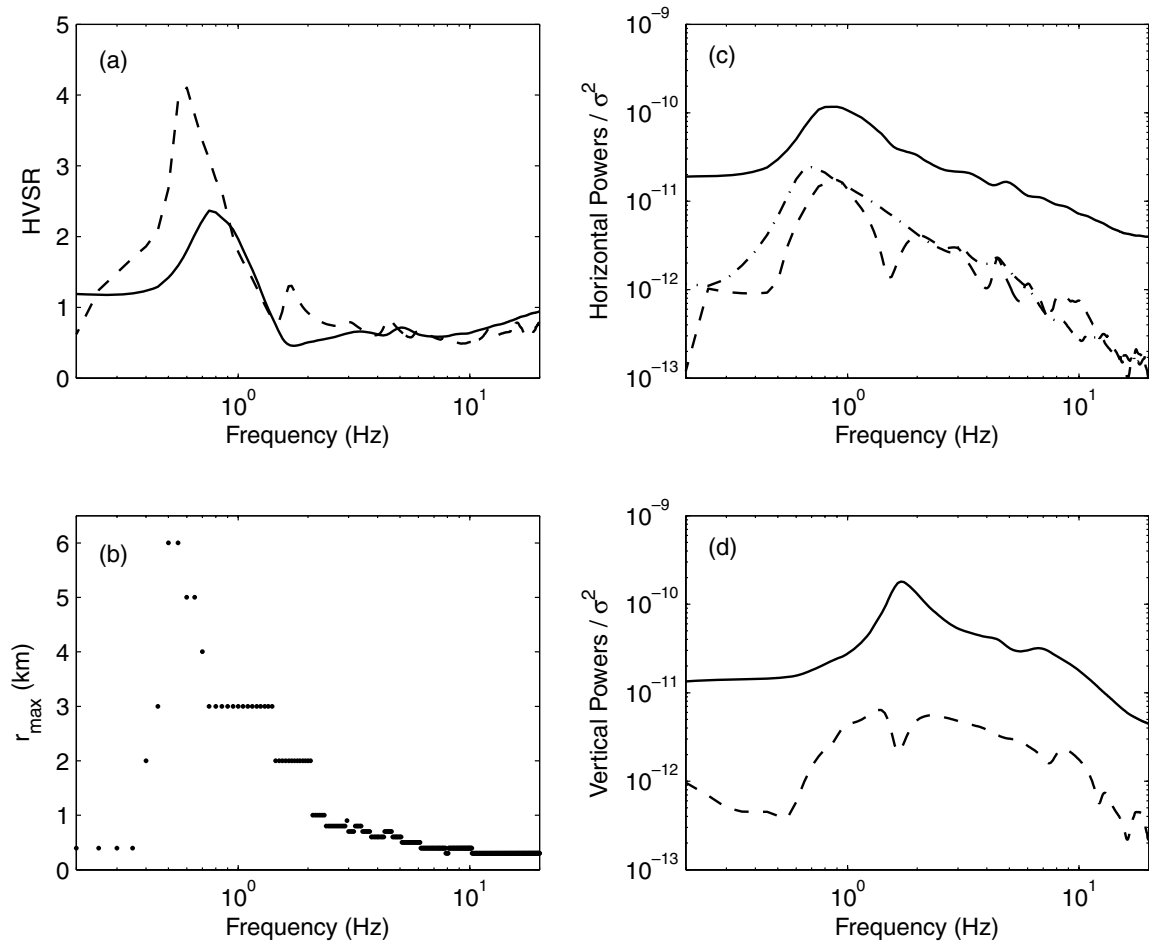 (a)
HVSR
5
4
3
2
1
0
10^0
10^1
Frequency (Hz)
(c)
Horizontal Powers / σ^2
10^−9
10^−10
10^−11
10^−12
10^−13
10^0
10^1
Frequency (Hz)
(b)
r_max (km)
6
5
4
3
2
1
0
10^0
10^1
Frequency (Hz)
(d)
Vertical Powers / σ^2
10^−9
10^−10
10^−11
10^−12
10^−13
10^0
10^1
Frequency (Hz)